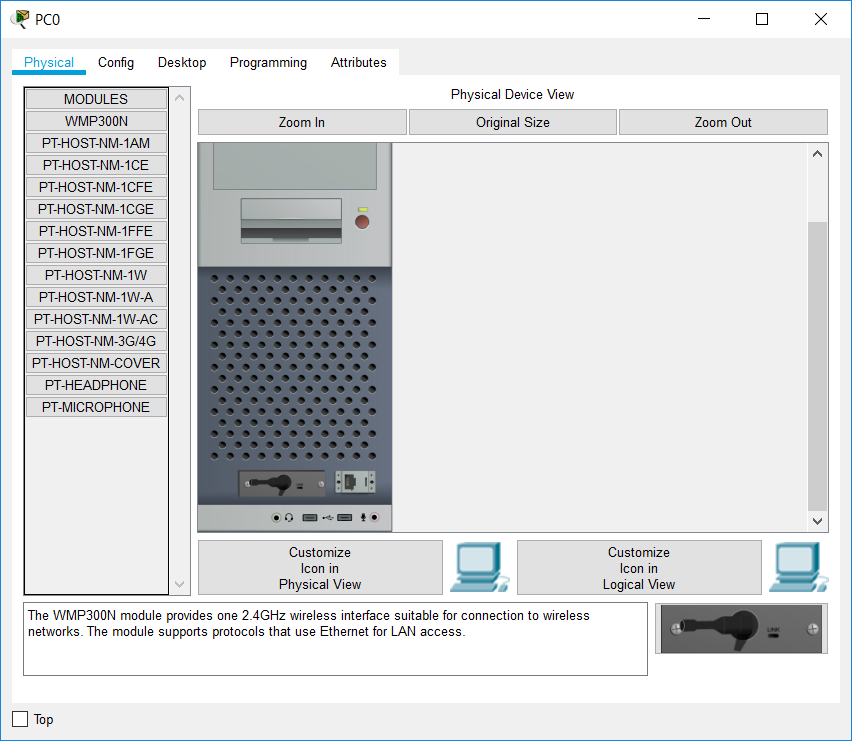 PC0
Physical Config Desktop Programming Attributes
MODULES
WMP300N
PT-HOST-NM-1AM
PT-HOST-NM-1CE
PT-HOST-NM-1CFE
PT-HOST-NM-1CGE
PT-HOST-NM-1FFE
PT-HOST-NM-1FGE
PT-HOST-NM-1W
PT-HOST-NM-1W-A
PT-HOST-NM-1W-AC
PT-HOST-NM-3G/4G
PT-HOST-NM-COVER
PT-HEADPHONE
PT-MICROPHONE
Physical Device View
Zoom In Original Size Zoom Out
Customize
Icon in
Physical View
Customize
Icon in
Logical View
The WMP300N module provides one 2.4GHz wireless interface suitable for connection to wireless
networks. The module supports protocols that use Ethernet for LAN access.
LINK
Top